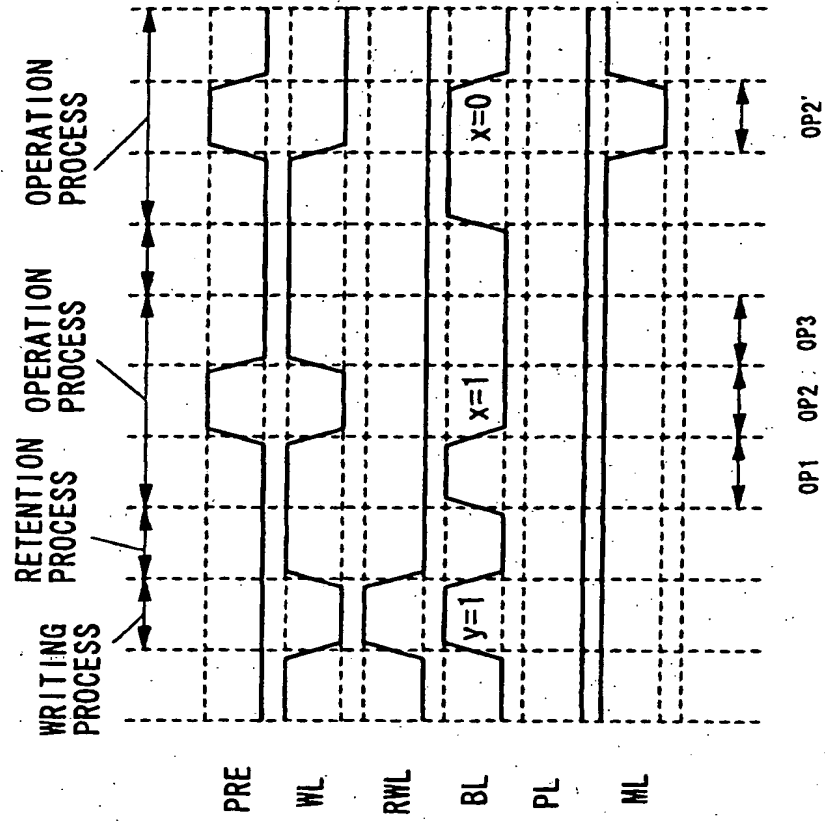 WRITING
PROCESS
RETENTION
PROCESS
OPERATION
PROCESS
OPERATION
PROCESS
PRE
WL
RWL
BL
y=1
x=1
x=0
PL
ML
OP1
OP2
OP3
OP2'